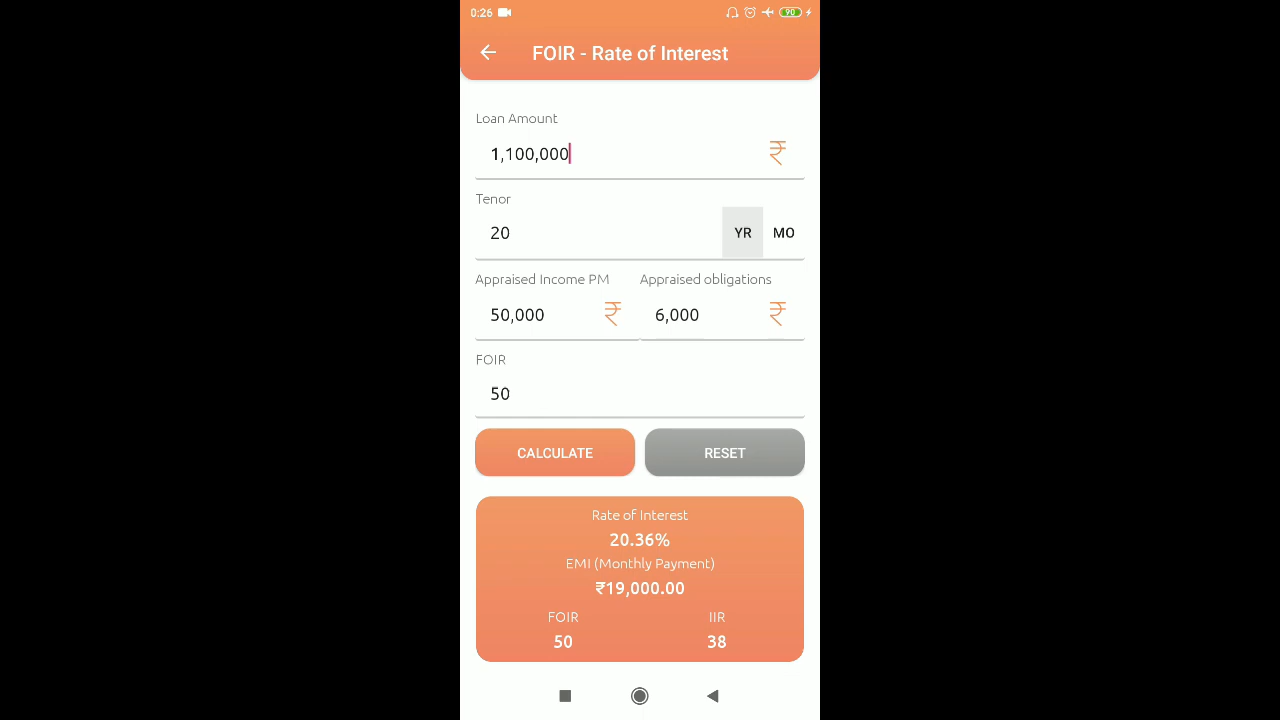 0:26 90
FOIR - Rate of Interest
Loan Amount
1,100,000 ₹
Tenor
20 YR MO
Appraised Income PM Appraised obligations
50,000 ₹ 6,000 ₹
FOIR
50
CALCULATE RESET
Rate of Interest
20.36%
EMI (Monthly Payment)
₹19,000.00
FOIR IIR
50 38